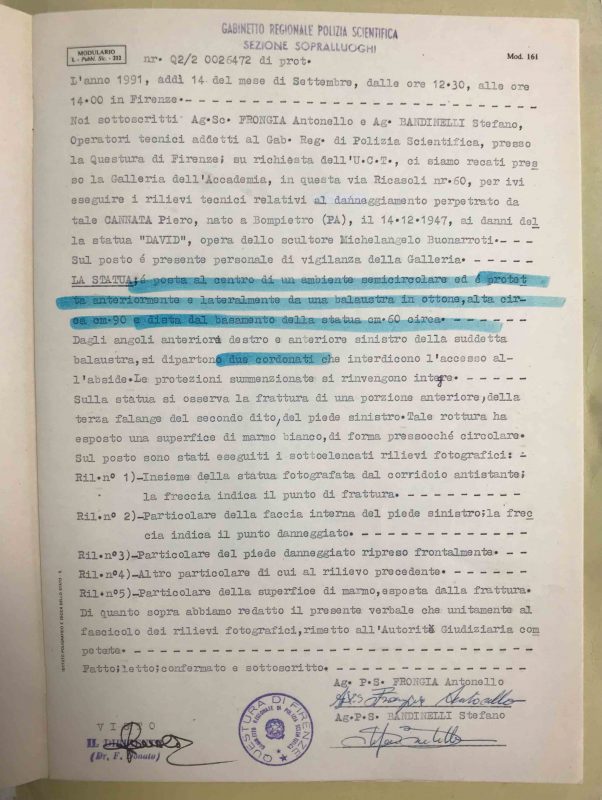 GABINETTO REGIONALE POLIZIA SCIENTIFICA
SEZIONE SOPRALLUOGHI
MODULARIO
I. - Pubbl. Sic. - 312
nr. Q2/2 0026472 di prot.
Mod. 161
L'anno 1991, addì 14 del mese di Settembre, dalle ore 12.30, alle ore
14.00 in Firenze.- - - - - - - - - - - - - - - - - - - - - - - - - - -
Noi sottoscritti Ag.Sc. FRONGIA Antonello e Ag. BANDINELLI Stefano,
Operatori tecnici addetti al Gab. Reg. di Polizia Scientifica, presso
la Questura di Firenze; su richiesta dell'U.C.T., ci siamo recati pres
so la Galleria dell'Accademia, in questa via Ricasoli nr.60, per ivi
eseguire i rilievi tecnici relativi al danneggiamento perpetrato da
tale CANNATA Piero, nato a Bompietro (PA), il 14.12.1947, ai danni del
la statua "DAVID", opera dello scultore Michelangelo Buonarroti.- - - -
Sul posto é presente personale di vigilanza della Galleria.- - - - - -
LA STATUA;é posta al centro di un ambiente semicircolare ed é protet
ta anteriormente e lateralmente da una balaustra in ottone,alta cir-
ca cm.90 e dista dal basamento della statua cm.60 circa.- - - - - - -
Dagli angoli anteriore destro e anteriore sinistro della suddetta
balaustra,si dipartono due cordonati che interdicono l'accesso al-
l'abside.Le protezioni summenzionate si rinvengono integre.- - - - - -
Sulla statua si osserva la frattura di una porzione anteriore,della
terza falange del secondo dito,del piede sinistro.Tale rottura ha
esposto una superfice di marmo bianco,di forma pressocché circolare.
Sul posto sono stati eseguiti i sottoelencati rilievi fotografici: -
Ril.n° 1)-Insieme della statua fotografata dal corridoio antistante;
la freccia indica il punto di frattura.- - - - - - - - -
Ril.n° 2)-Particolare della faccia interna del piede sinistro;la frec
cia indica il punto danneggiato.- - - - - - - - - - - -
Ril.n°3)-Particolare del piede danneggiato ripreso frontalmente.- - -
Ril.n°4)-Altro particolare di cui al rilievo precedente.- - - - - -
Ril.n°5)-Particolare della superfice di marmo,esposta dalla frattura.
Di quanto sopra abbiamo redatto il presente verbale che unitamente al
fascicolo dei rilievi fotografici,rimetto all'Autorità Giudiziaria com
petente.- - - - - - - - - - - - - - - - - - - - - - - - - - - -
Fatto;letto;confermato e sottoscritto.- - - - - - - - - - - - - -
Ag. P.S. FRONGIA Antonello
Ag.P.S. BANDINELLI Stefano
VISTO
IL
QUESTURA DI FIRENZE